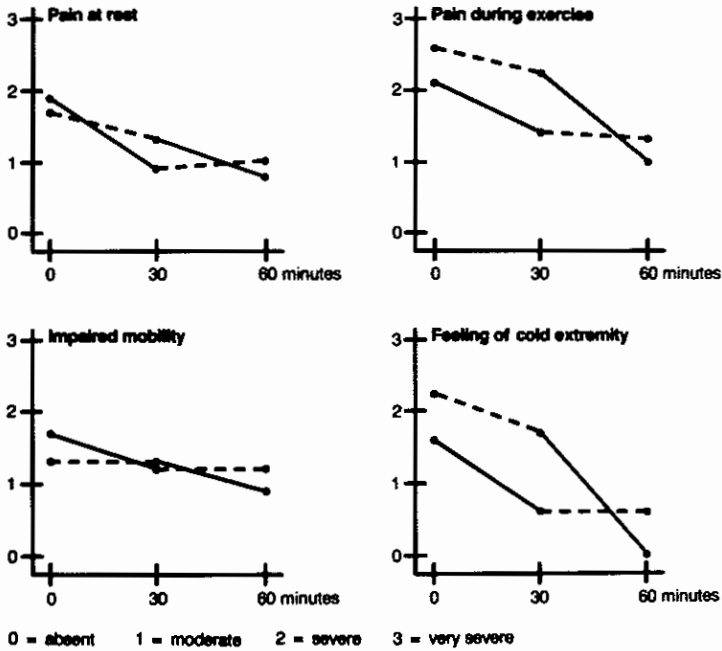 Pain at rest
3
2
1
0
0 30 60 minutes
Pain during exercise
3
2
1
0
0 30 60 minutes
Impaired mobility
3
2
1
0
0 30 60 minutes
Feeling of cold extremity
3
2
1
0
0 30 60 minutes
0 = absent 1 = moderate 2 = severe 3 = very severe